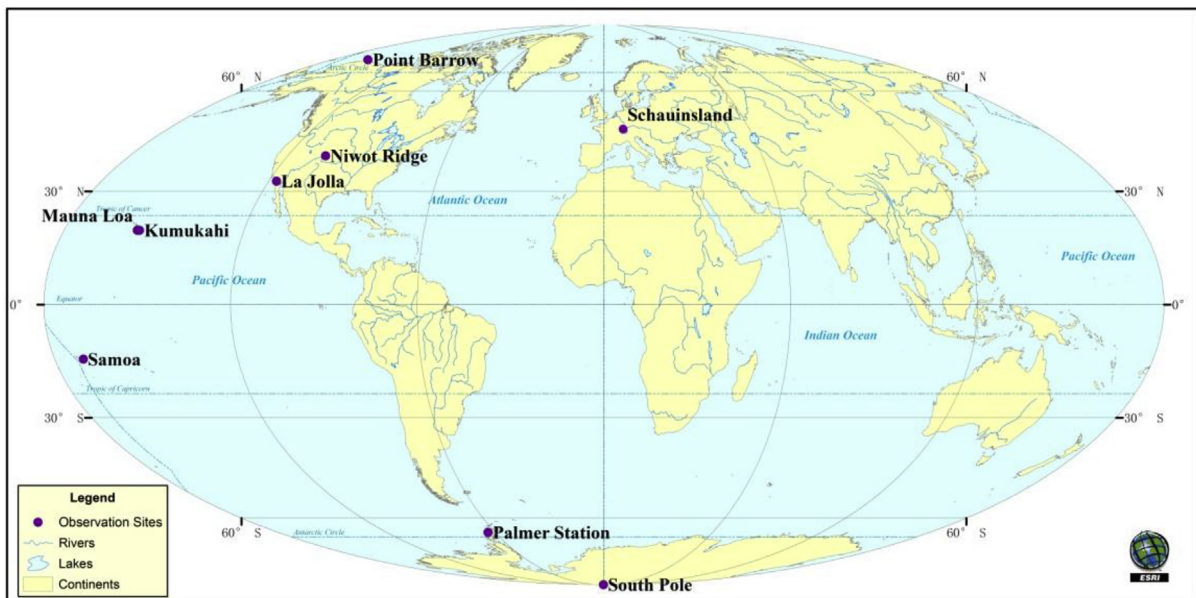 Point Barrow
Arctic Circle
60° N
60° N
Schauinsland
Niwot Ridge
La Jolla
30° N
30° N
Atlantic Ocean
Tropic of Cancer
Mauna Loa
Kumukahi
Pacific Ocean
Pacific Ocean
0°
Equator
0°
Indian Ocean
Samoa
Tropic of Capricorn
30° S
30° S
Legend
Observation Sites
Rivers
Lakes
Continents
60° S
Antarctic Circle
Palmer Station
60° S
South Pole
ESRI